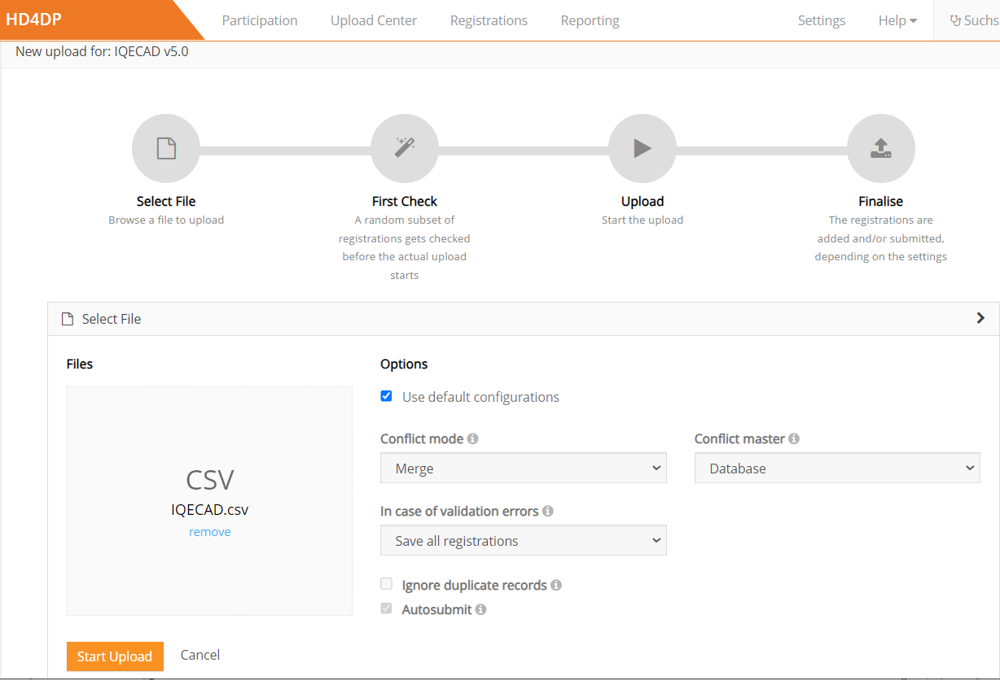 HD4DP
Participation
Upload Center
Registrations
Reporting
Settings
Help
Suchs
New upload for: IQECAD v5.0
Select File
Browse a file to upload
First Check
A random subset of
registrations gets checked
before the actual upload
starts
Upload
Start the upload
Finalise
The registrations are
added and/or submitted,
depending on the settings
Select File
Files
CSV
IQECAD.csv
remove
Options
Use default configurations
Conflict mode
Merge
Conflict master
Database
In case of validation errors
Save all registrations
Ignore duplicate records
Autosubmit
Start Upload
Cancel